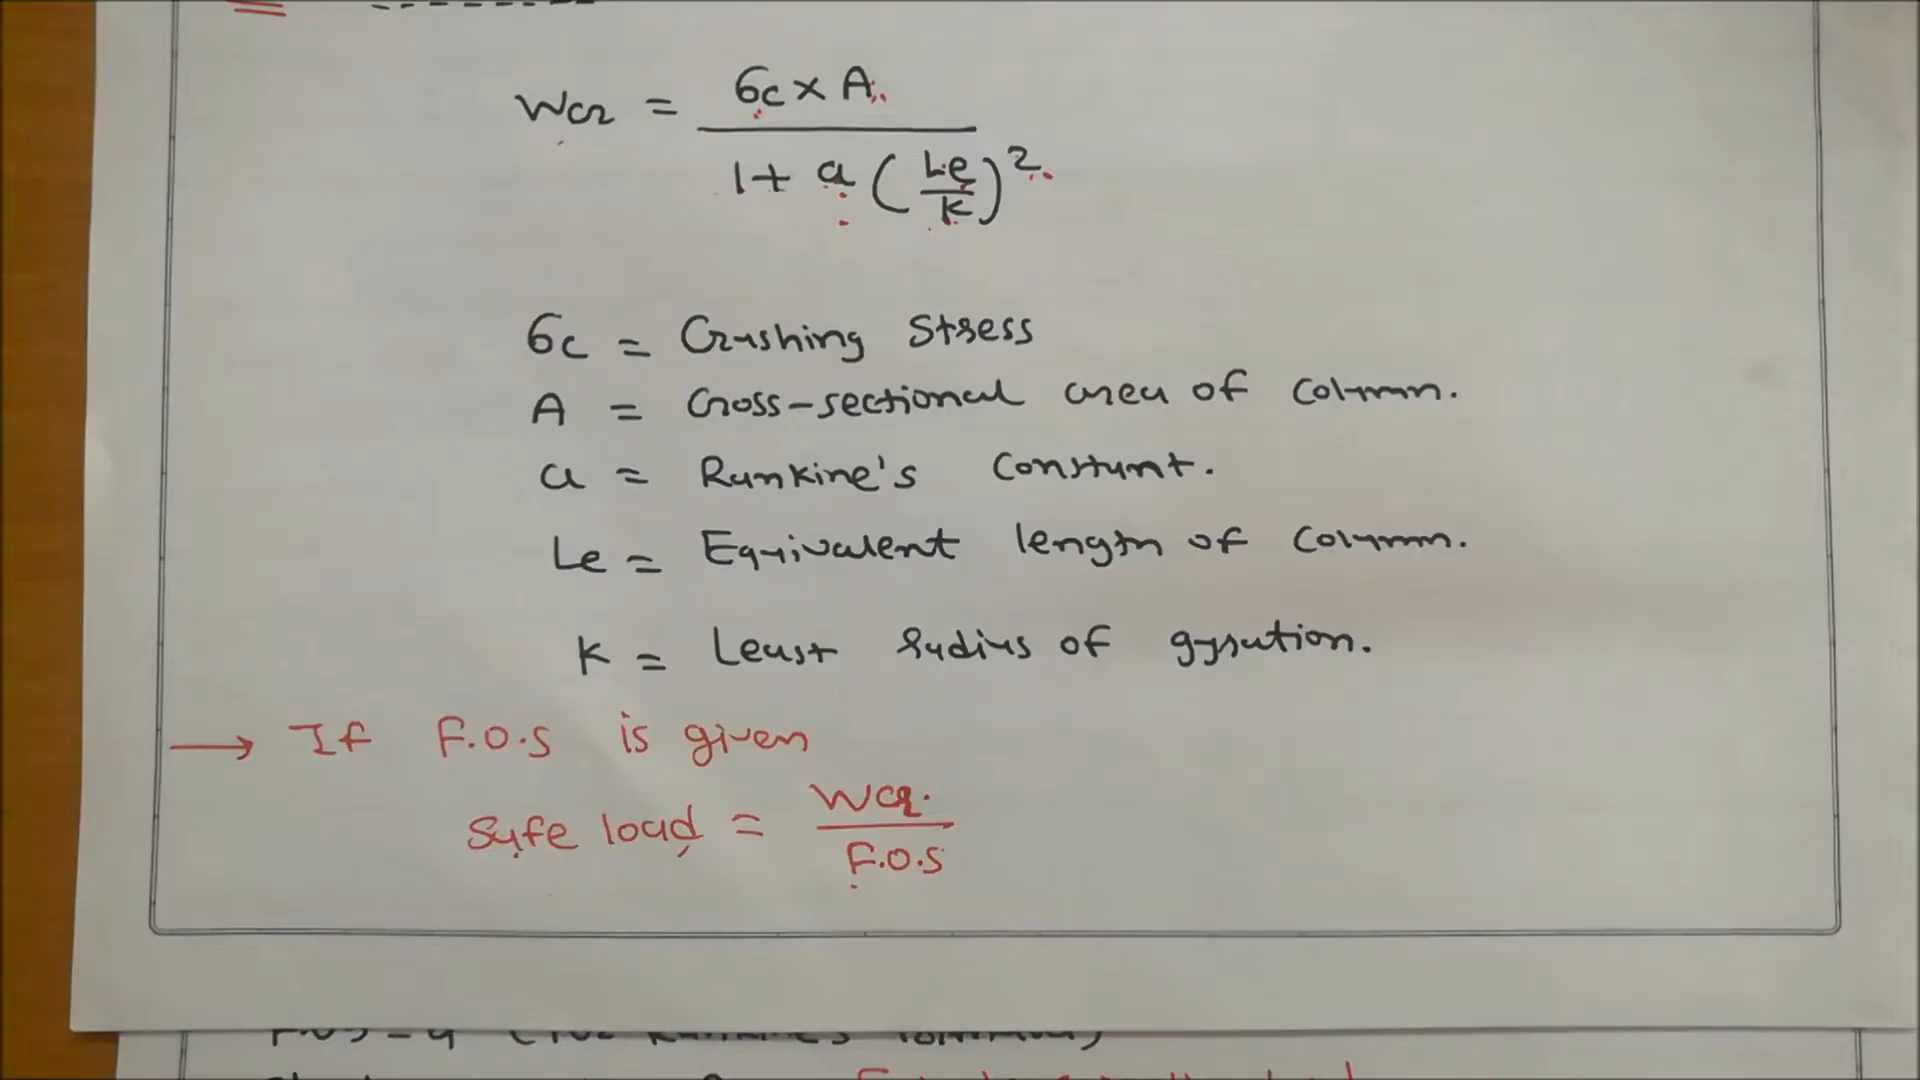 Wcr = σc × A / 1 + a (Le/K)²
σc = Crushing Stress
A = Cross-sectional area of Column.
a = Rankine's Constant.
Le = Equivalent length of Column.
K = Least radius of gyration.
→ If F.O.S is given
Safe load = Wcr. / F.O.S